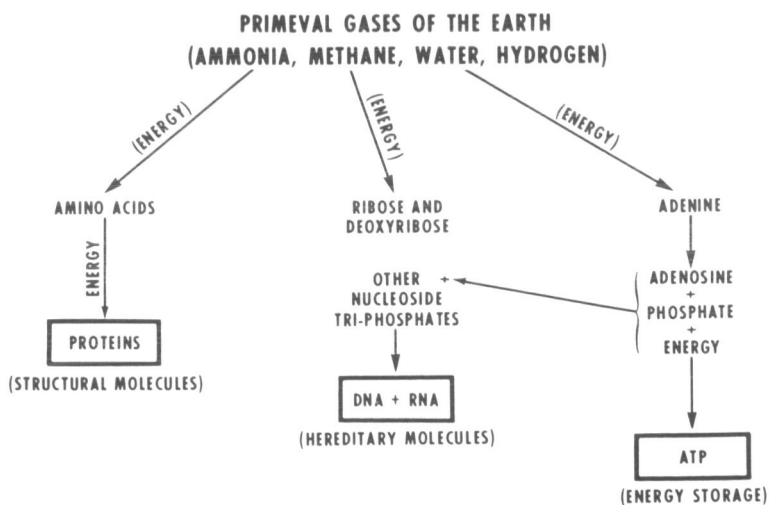 PRIMEVAL GASES OF THE EARTH
(AMMONIA, METHANE, WATER, HYDROGEN)
(ENERGY)
(ENERGY)
(ENERGY)
AMINO ACIDS
RIBOSE AND
DEOXYRIBOSE
ADENINE
ENERGY
OTHER +
NUCLEOSIDE
TRI-PHOSPHATES
ADENOSINE
+
PHOSPHATE
+
ENERGY
PROTEINS
(STRUCTURAL MOLECULES)
DNA + RNA
(HEREDITARY MOLECULES)
ATP
(ENERGY STORAGE)